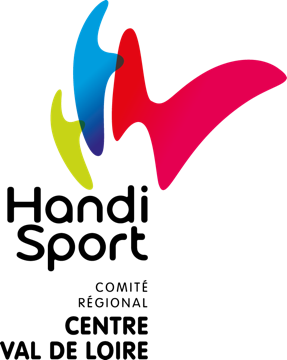 Handi
Sport
COMITÉ
RÉGIONAL
CENTRE
VAL DE LOIRE